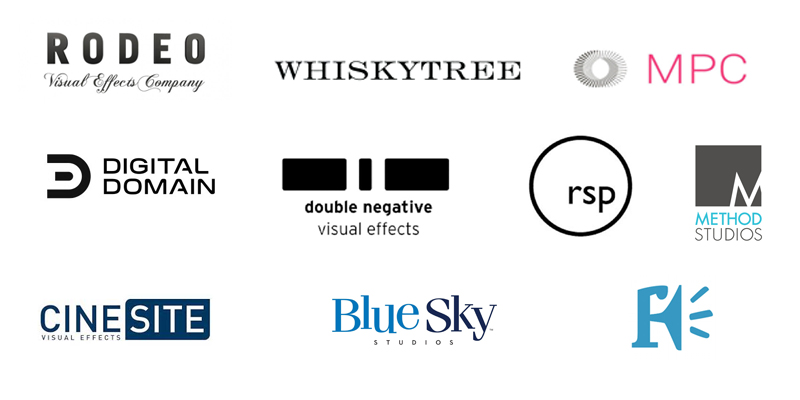 RODEO
Visual Effects Company
WHISKYTREE
MPC
DIGITAL
DOMAIN
double negative
visual effects
rsp
M
METHOD
STUDIOS
CINESITE
VISUAL EFFECTS
Blue Sky
STUDIOS
F